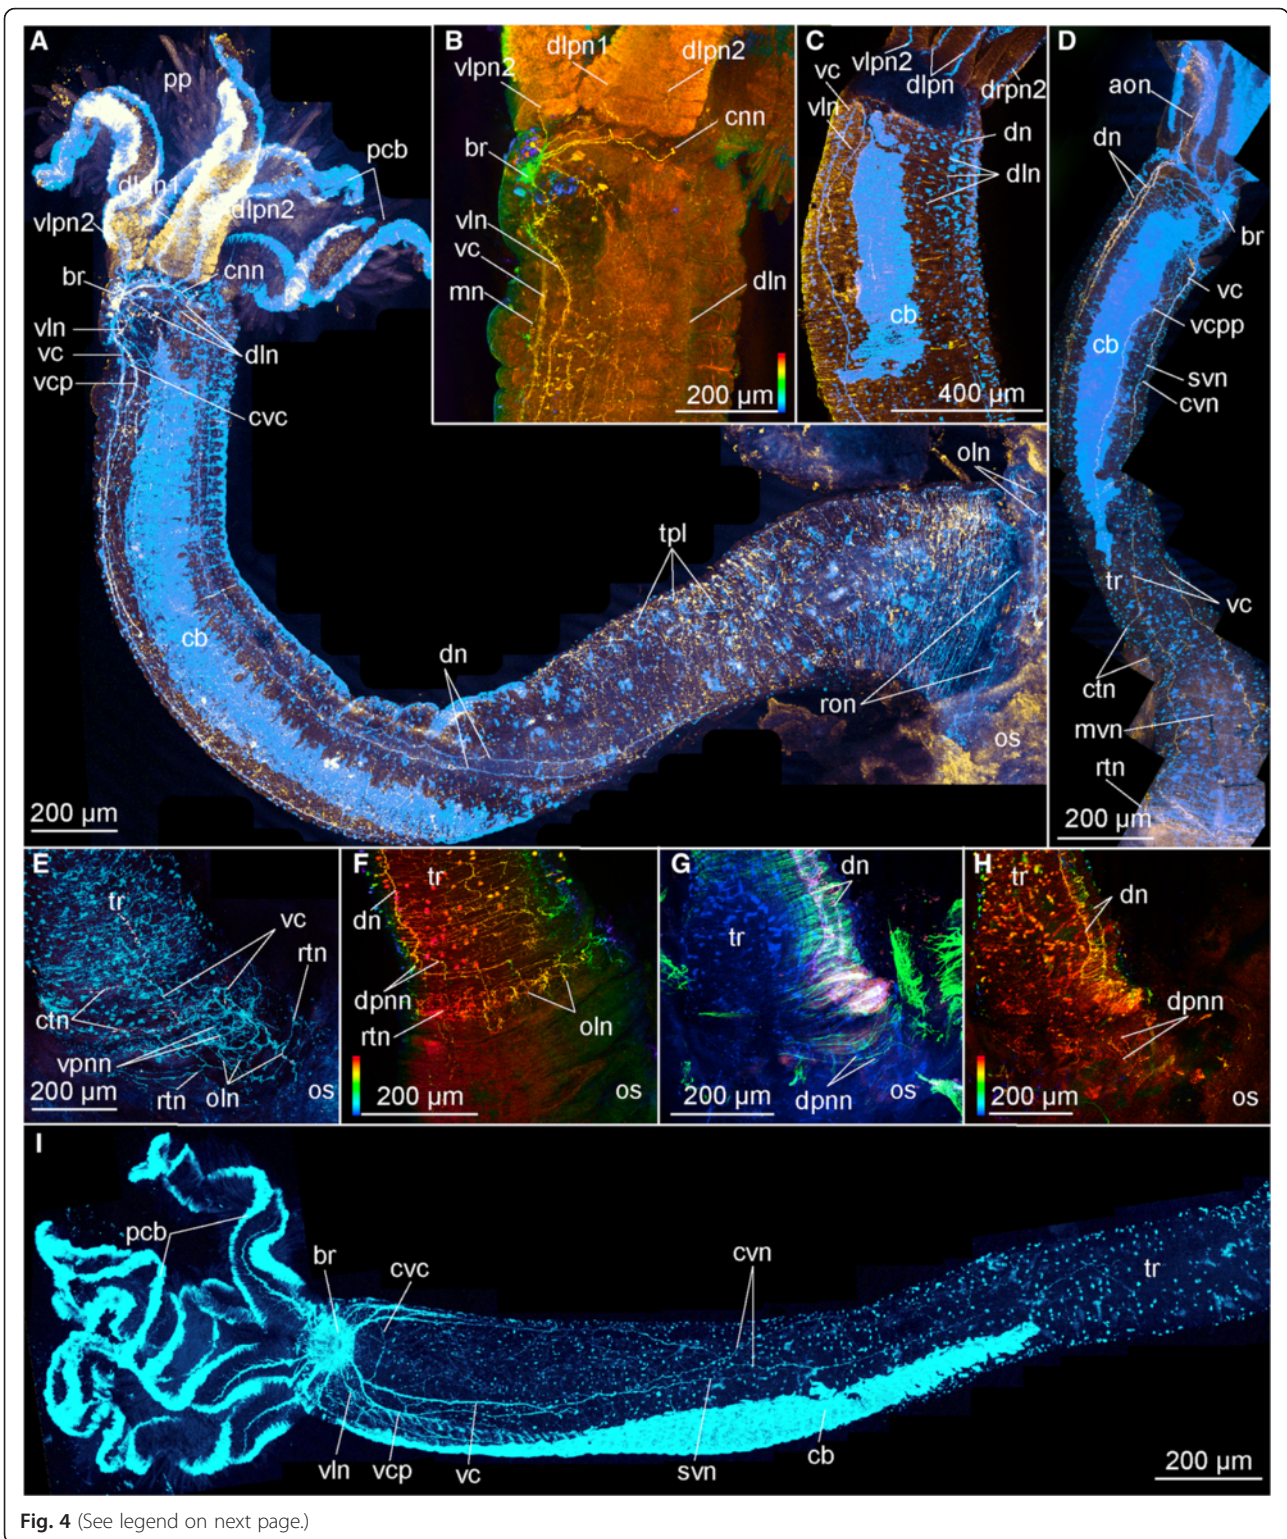 A
pp
pcb
dlpn1
dlpn2
vlpn2
br
cnn
vln
vc
dln
vcp
cvc
cb
tpl
dn
oln
ron
os
200 µm
B
dlpn1
dlpn2
vlpn2
cnn
br
vln
vc
mn
dln
200 µm
C
vlpn2
dlpn
vc
vln
drpn2
dn
dln
cb
400 µm
D
aon
dn
br
vc
vcpp
cb
svn
cvn
tr
vc
ctn
mvn
rtn
200 µm
E
tr
vc
rtn
ctn
vpnn
200 µm
rtn
oln
os
F
tr
dn
dpnn
rtn
oln
200 µm
os
G
dn
tr
200 µm
dpnn
os
H
tr
dn
dpnn
200 µm
os
I
pcb
br
cvc
cvn
tr
vln
vcp
vc
svn
cb
200 µm
Fig. 4 (See legend on next page.)